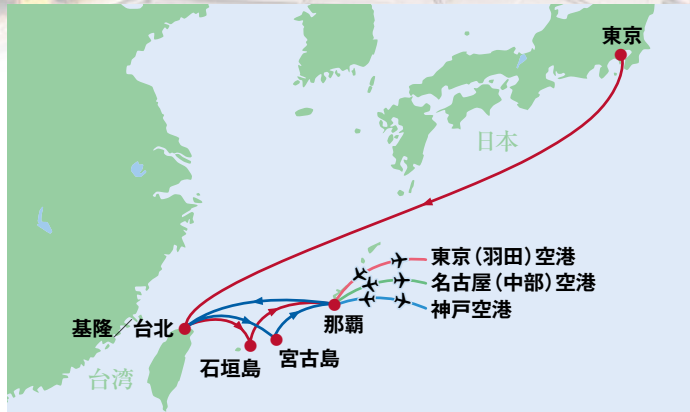 東京
日本
東京（羽田）空港
名古屋（中部）空港
神戸空港
那覇
基隆／台北
宮古島
石垣島
台湾